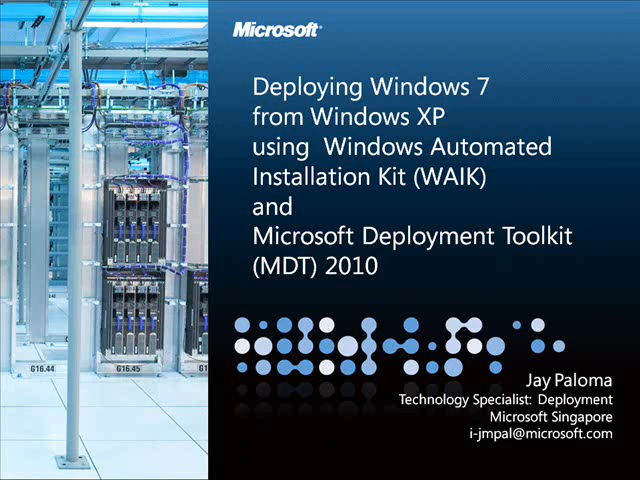 Microsoft
Deploying Windows 7
from Windows XP
using Windows Automated
Installation Kit (WAIK)
and
Microsoft Deployment Toolkit
(MDT) 2010
G16.44
G16.45
Jay Paloma
Technology Specialist: Deployment
Microsoft Singapore
i-jmpal@microsoft.com